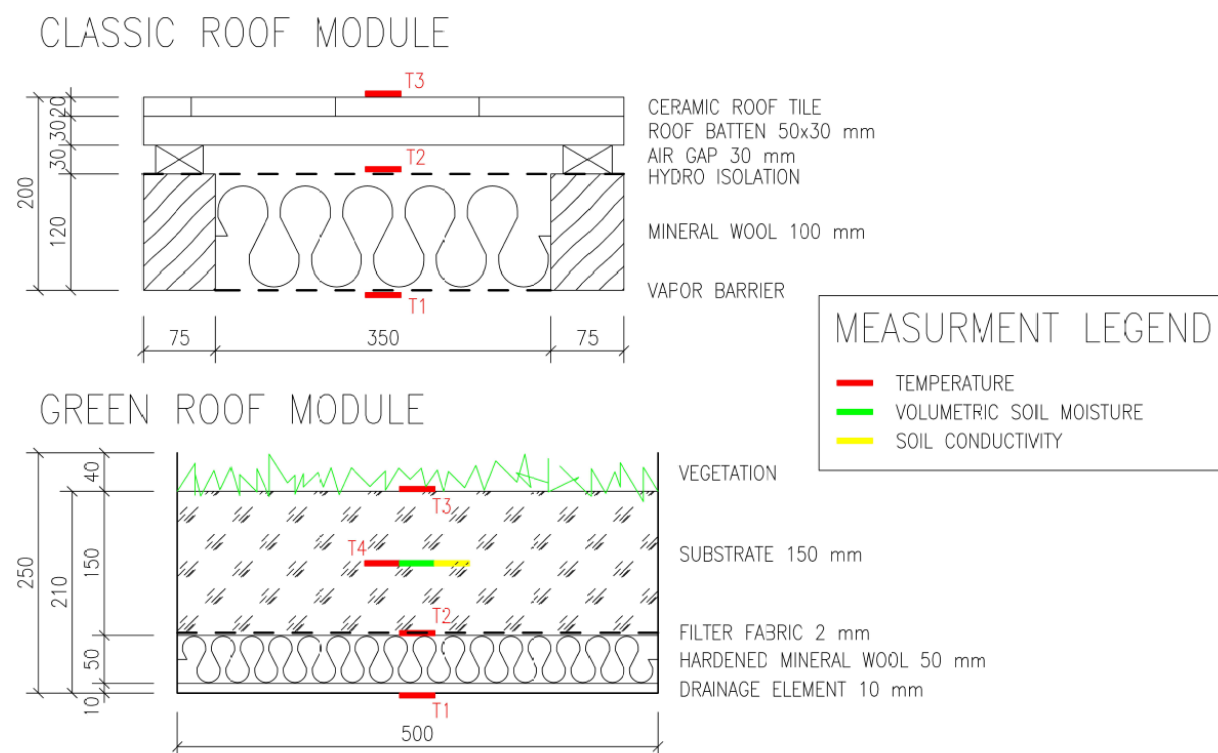 CLASSIC ROOF MODULE
T3
20
30
30
120
200
T2
T1
CERAMIC ROOF TILE
ROOF BATTEN 50x30 mm
AIR GAP 30 mm
HYDRO ISOLATION
MINERAL WOOL 100 mm
VAPOR BARRIER
75
350
75
MEASURMENT LEGEND
TEMPERATURE
VOLUMETRIC SOIL MOISTURE
SOIL CONDUCTIVITY
GREEN ROOF MODULE
40
150
50
10
210
250
T3
T4
T2
T1
VEGETATION
SUBSTRATE 150 mm
FILTER FABRIC 2 mm
HARDENED MINERAL WOOL 50 mm
DRAINAGE ELEMENT 10 mm
500